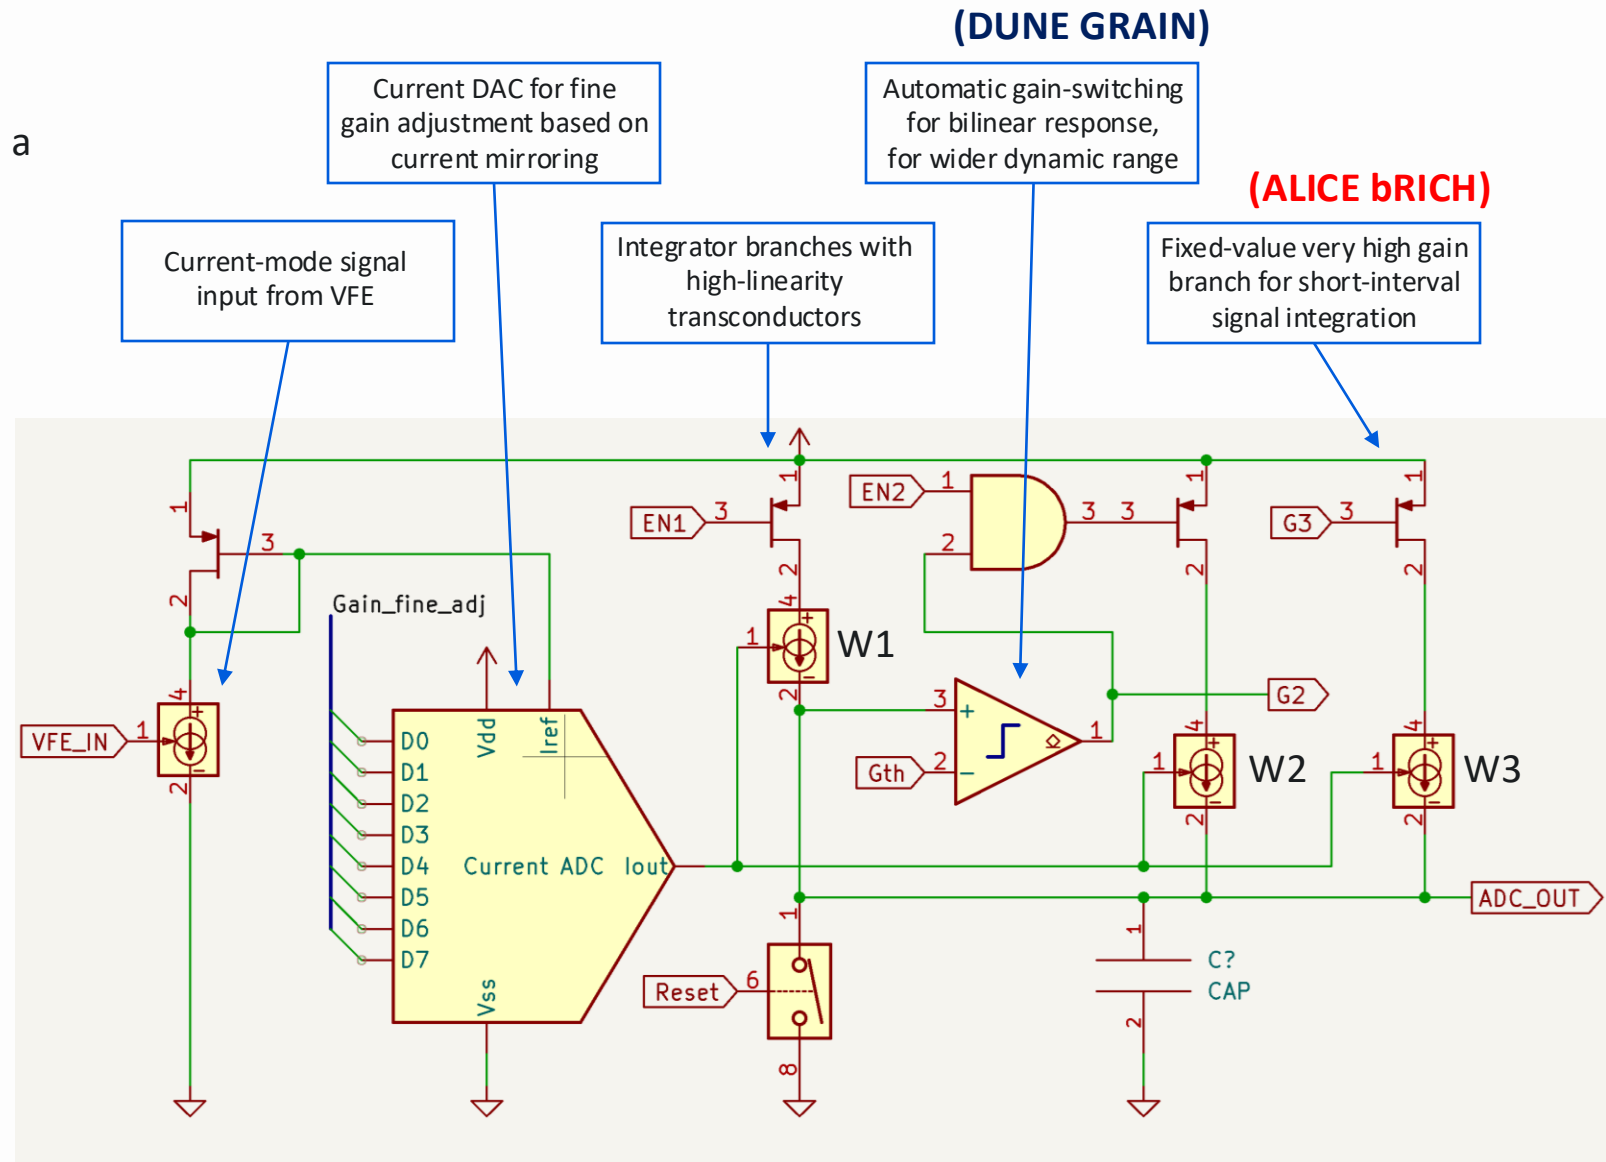 (DUNE GRAIN)
Current DAC for fine
gain adjustment based on
current mirroring
Automatic gain-switching
for bilinear response,
for wider dynamic range
a
(ALICE bRICH)
Current-mode signal
input from VFE
Integrator branches with
high-linearity
transconductors
Fixed-value very high gain
branch for short-interval
signal integration
1
3
2
4
VFE_IN
1
2
Gain_fine_adj
Vdd
Iref
D0
D1
D2
D3
D4
D5
D6
D7
Current ADC
Iout
Vss
EN1
3
1
2
4
1
W1
2
EN2
1
2
3
3
1
2
G3
3
1
2
3
+
Gth
2
−
1
G2
4
1
W2
2
4
1
W3
2
ADC_OUT
1
Reset
6
8
1
C?
CAP
2